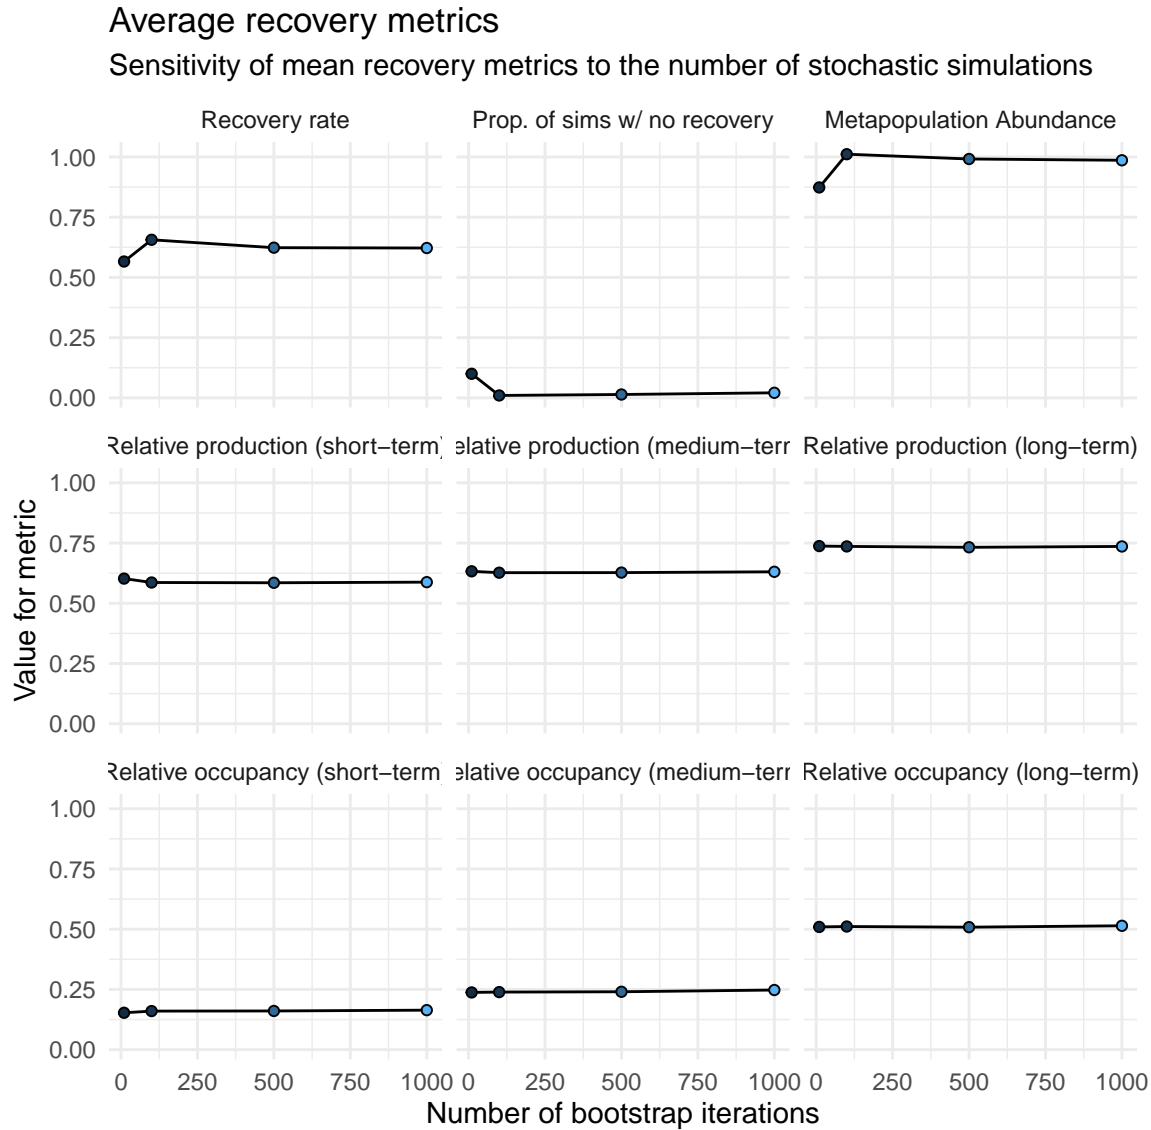 Average recovery metrics
Sensitivity of mean recovery metrics to the number of stochastic simulations
Recovery rate Prop. of sims w/ no recovery Metapopulation Abundance
1.00
0.75
0.50
0.25
0.00
Relative production (short−term) elative production (medium−terr Relative production (long−term)
1.00
0.75
0.50
0.25
0.00
Relative occupancy (short−term) elative occupancy (medium−terr Relative occupancy (long−term)
1.00
0.75
0.50
0.25
0.00
0 250 500 750 1000 0 250 500 750 1000 0 250 500 750 1000
Number of bootstrap iterations
Value for metric